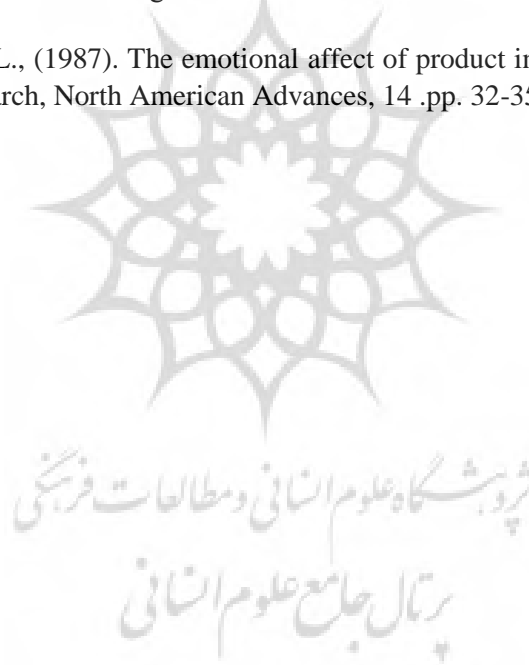 L., (1987). The emotional affect of product in
arch, North American Advances, 14 .pp. 32-35
پژوهشگاه علوم انسانی و مطالعات فرهنگی
پرتال جامع علوم انسانی